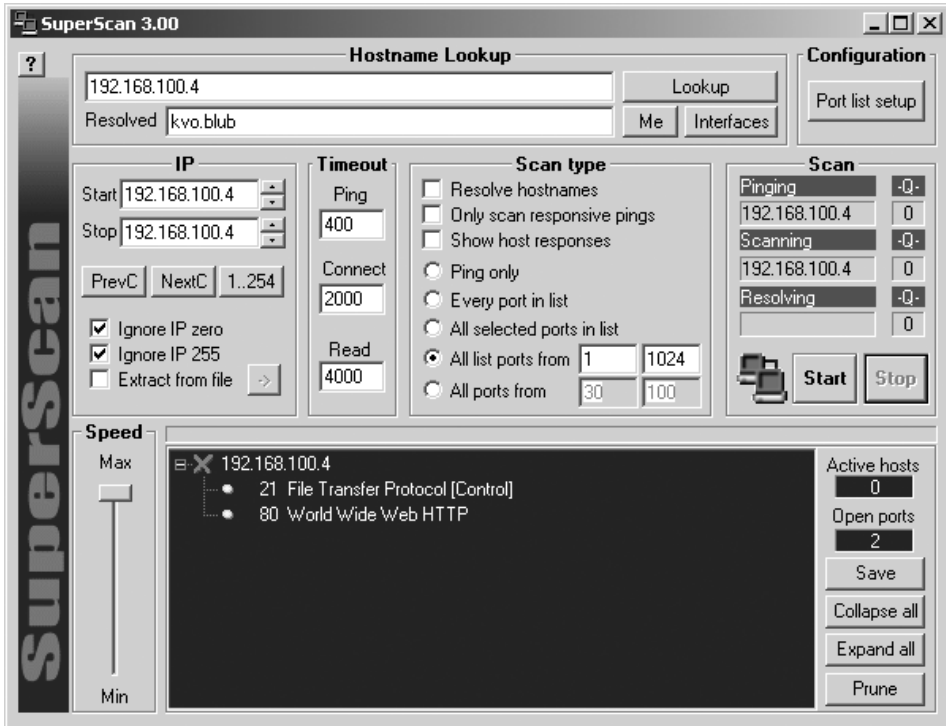 SuperScan 3.00
?
SuperScan
Hostname Lookup
192.168.100.4
Lookup
Resolved kvo.blub
Me
Interfaces
Configuration
Port list setup
IP
Start 192.168.100.4
Stop 192.168.100.4
PrevC
NextC
1..254
Ignore IP zero
Ignore IP 255
Extract from file ->
Timeout
Ping
400
Connect
2000
Read
4000
Scan type
Resolve hostnames
Only scan responsive pings
Show host responses
Ping only
Every port in list
All selected ports in list
All list ports from 1 1024
All ports from 30 100
Scan
Pinging -Q-
192.168.100.4 0
Scanning -Q-
192.168.100.4 0
Resolving -Q-
0
Start
Stop
Speed
Max
Min
192.168.100.4
21 File Transfer Protocol [Control]
80 World Wide Web HTTP
Active hosts
0
Open ports
2
Save
Collapse all
Expand all
Prune